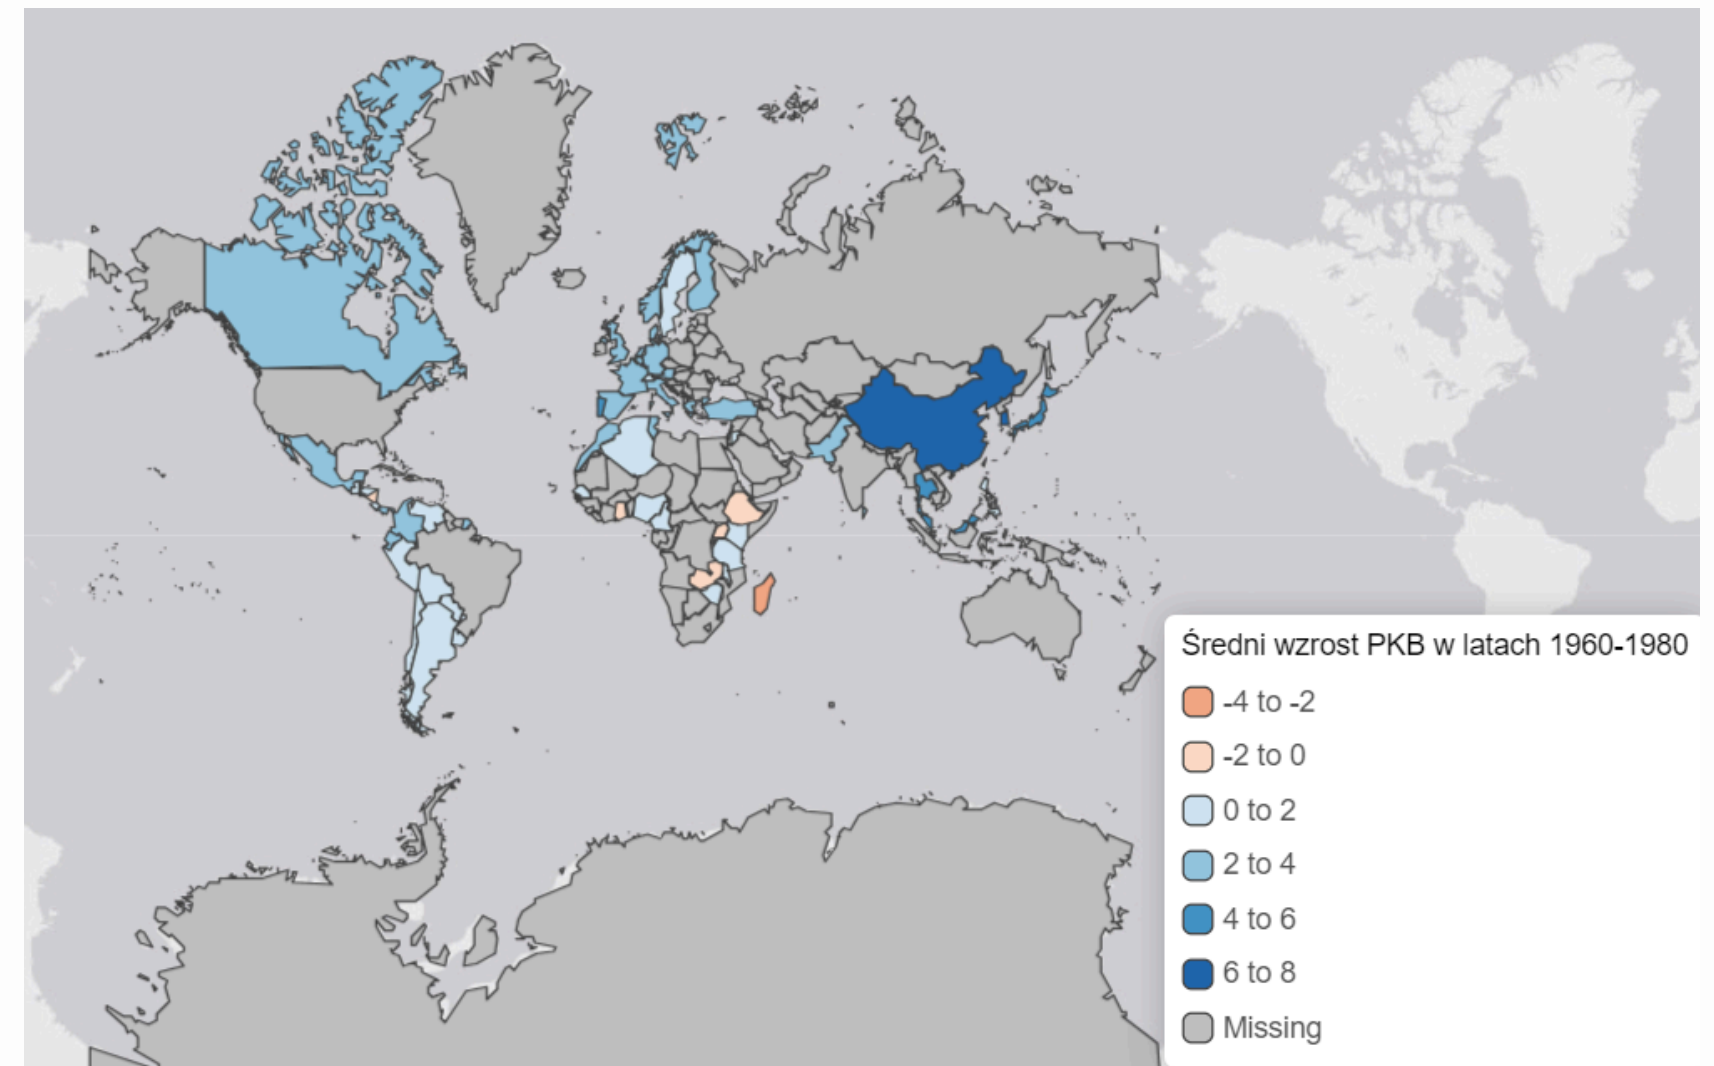 Średni wzrost PKB w latach 1960-1980
-4 to -2
-2 to 0
0 to 2
2 to 4
4 to 6
6 to 8
Missing